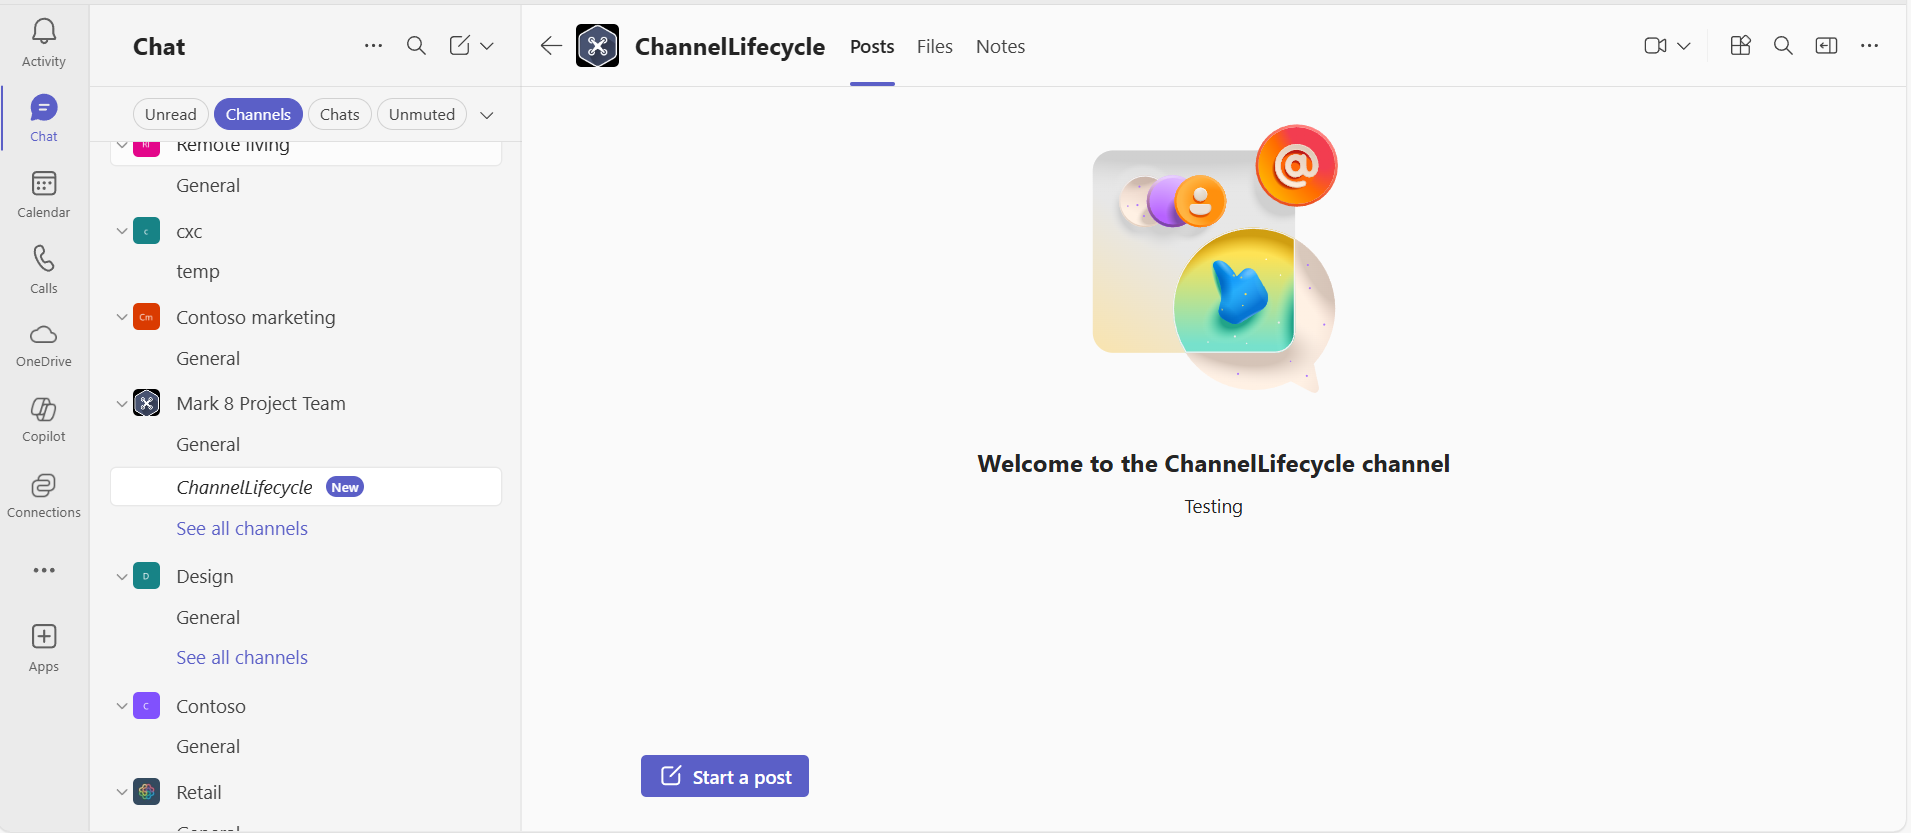 Activity
Chat
Calendar
Calls
OneDrive
Copilot
Connections
Apps
Chat
Unread
Channels
Chats
Unmuted
RI
Remote living
General
c
cxc
temp
Cm
Contoso marketing
General
Mark 8 Project Team
General
ChannelLifecycle New
See all channels
D
Design
General
See all channels
C
Contoso
General
Retail
General
ChannelLifecycle
Posts
Files
Notes
@
Welcome to the ChannelLifecycle channel
Testing
Start a post